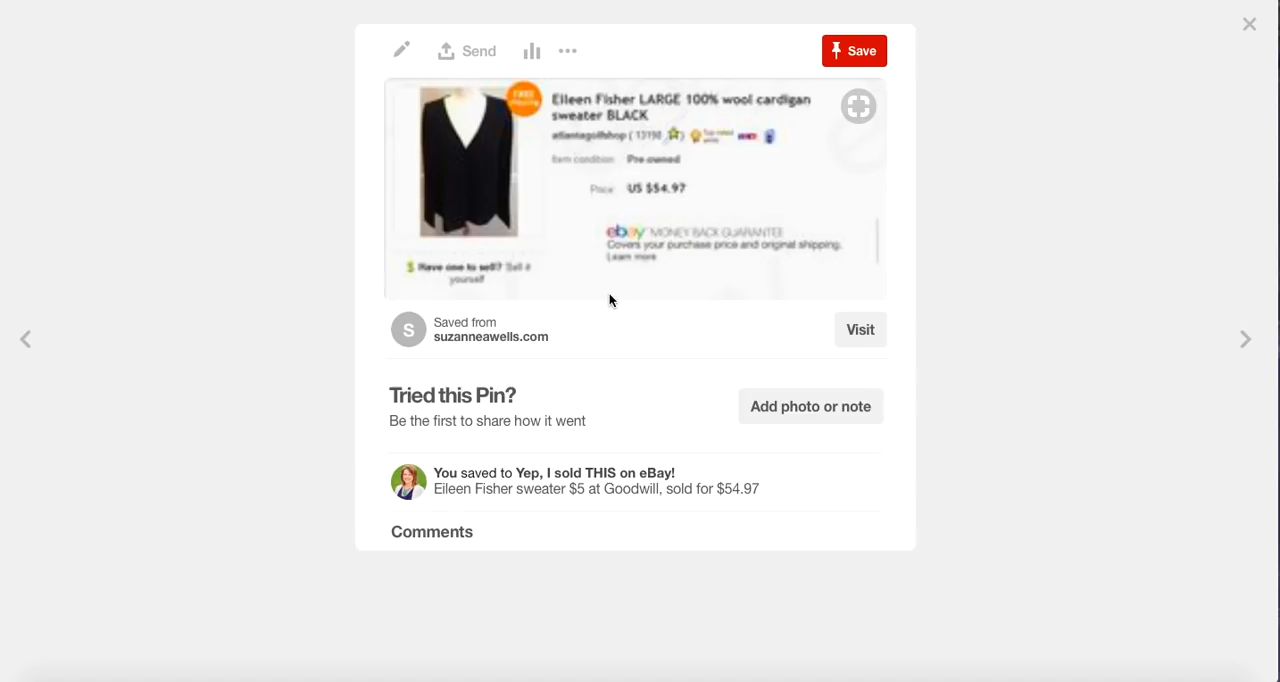 Send
Save
FREE
shipping
Eileen Fisher LARGE 100% wool cardigan
sweater BLACK
atlantagolfshop ( 13198 )
Item condition: Pre-owned
Price: US $54.97
ebay MONEY BACK GUARANTEE
Covers your purchase price and original shipping.
Learn more
$ Have one to sell? Sell it
yourself
S
Saved from
suzanneawells.com
Visit
Tried this Pin?
Be the first to share how it went
Add photo or note
You saved to Yep, I sold THIS on eBay!
Eileen Fisher sweater $5 at Goodwill, sold for $54.97
Comments